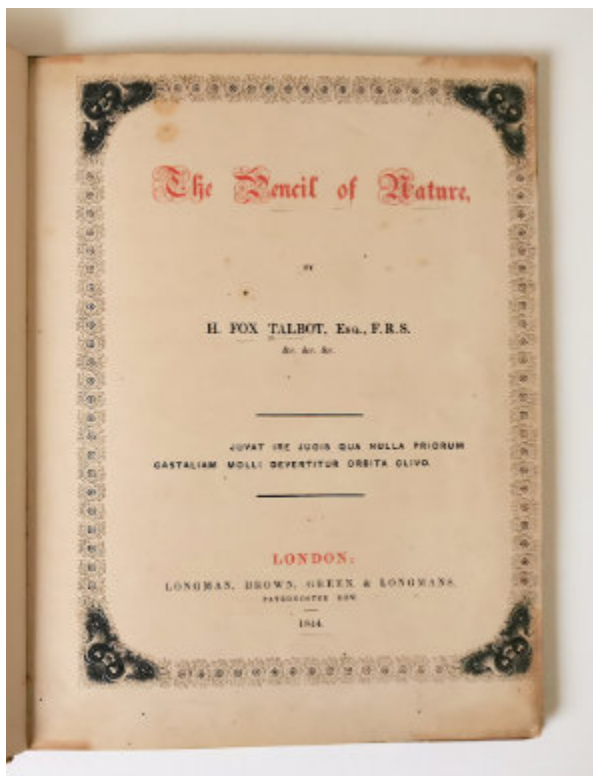 The Pencil of Nature,
BY
H. FOX TALBOT, Esq., F.R.S.
&c. &c. &c.
JUVAT IRE JUGIS QUA NULLA PRIORUM
CASTALIAM MOLLI DEVERTITUR ORBITA CLIVO.
LONDON:
LONGMAN, BROWN, GREEN & LONGMANS,
PATERNOSTER ROW
1844.